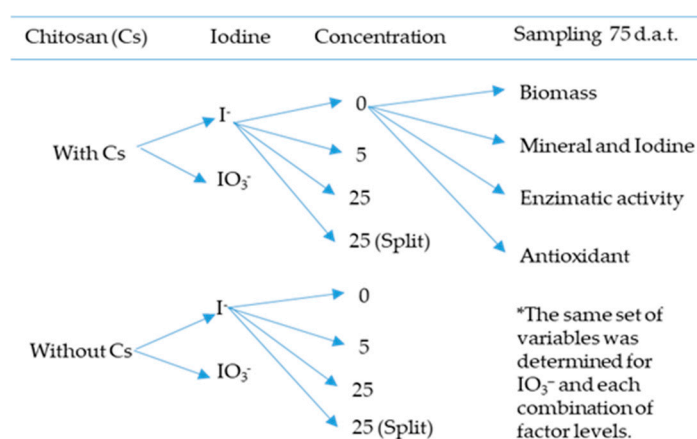 Chitosan (Cs) Iodine Concentration Sampling 75 d.a.t.
With Cs
I-
IO3-
0
5
25
25 (Split)
Biomass
Mineral and Iodine
Enzimatic activity
Antioxidant
Without Cs
I-
IO3-
0
5
25
25 (Split)
*The same set of
variables was
determined for
IO3− and each
combination of
factor levels.